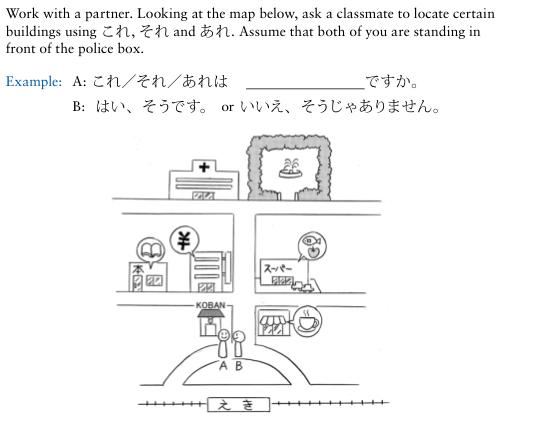 Work with a partner. Looking at the map below, ask a classmate to locate certain
buildings using これ, それ and あれ. Assume that both of you are standing in
front of the police box.
Example: A: これ／それ／あれは ____________ですか。
B: はい、そうです。 or いいえ、そうじゃありません。
¥
本
スーパー
KOBAN
A B
えき